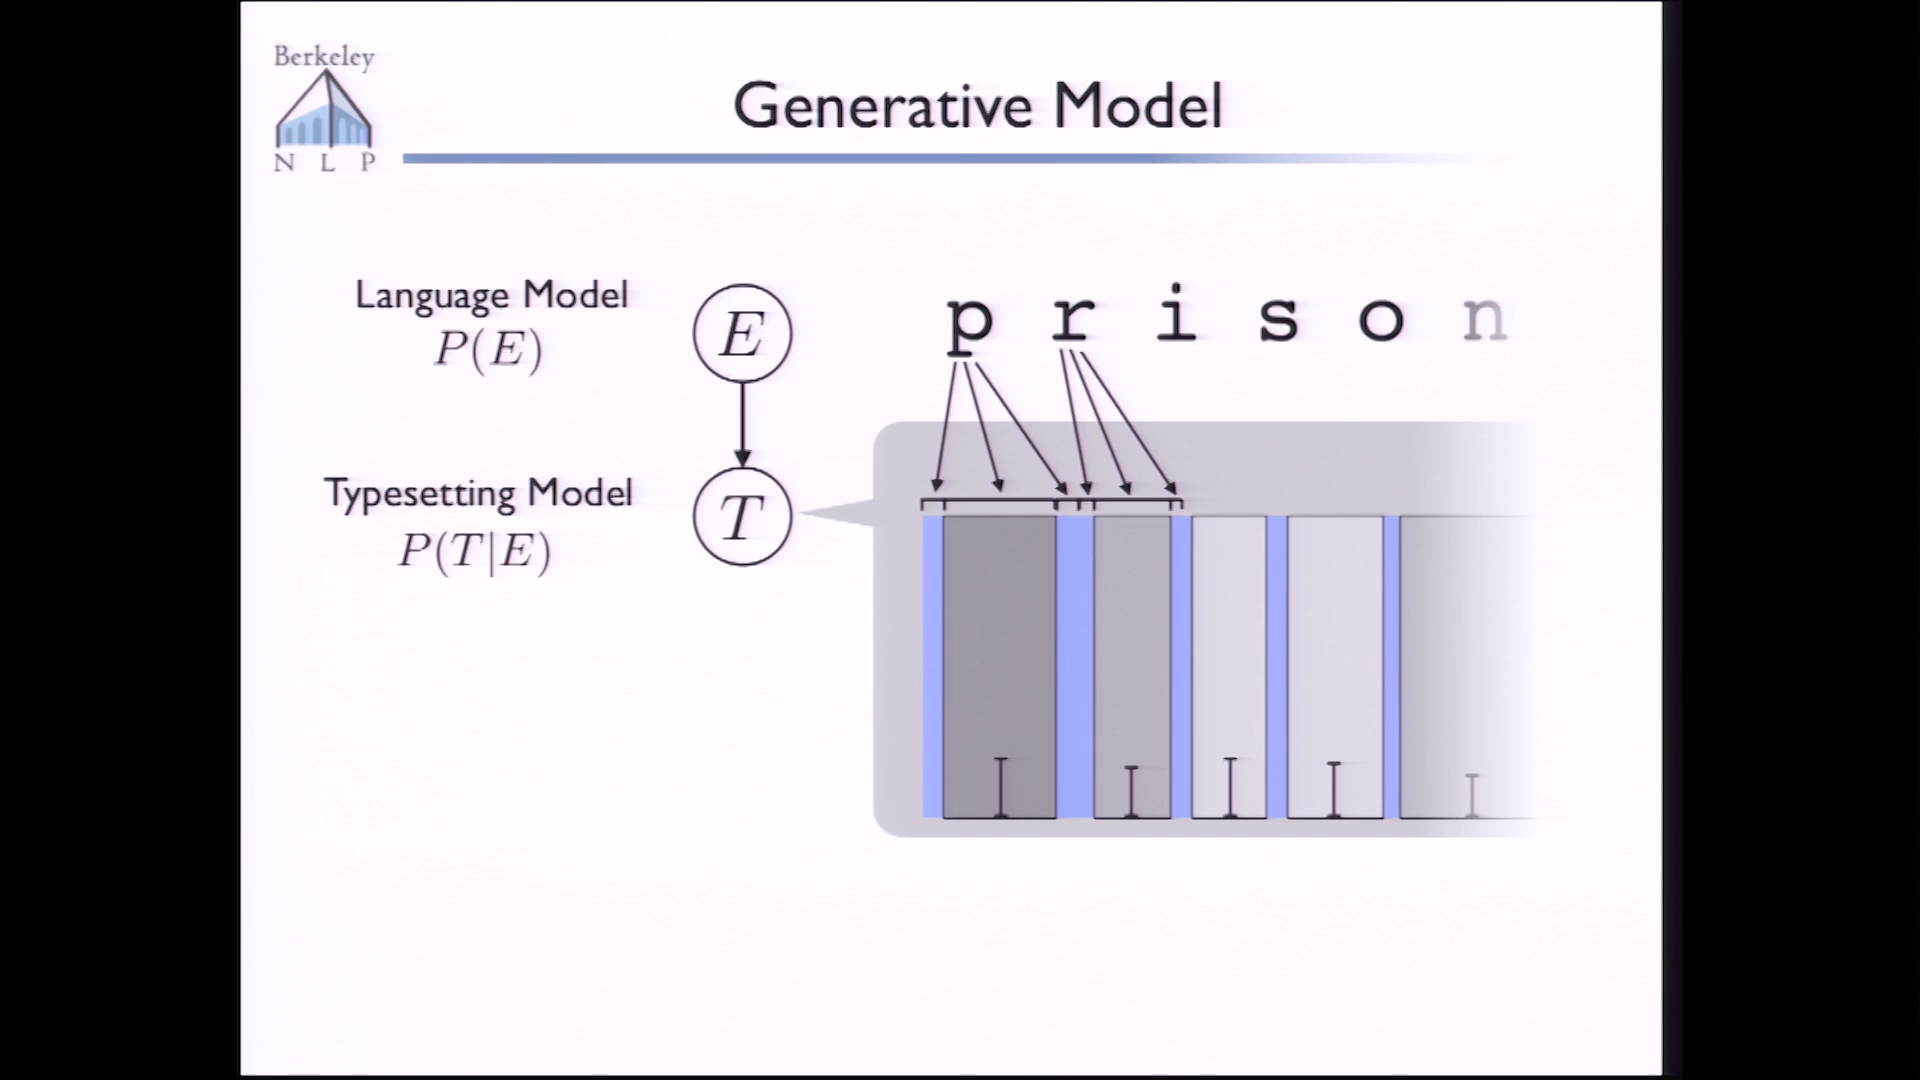 Berkeley
N L P
Generative Model
Language Model
P(E)
E
p r i s o n
Typesetting Model
P(T|E)
T